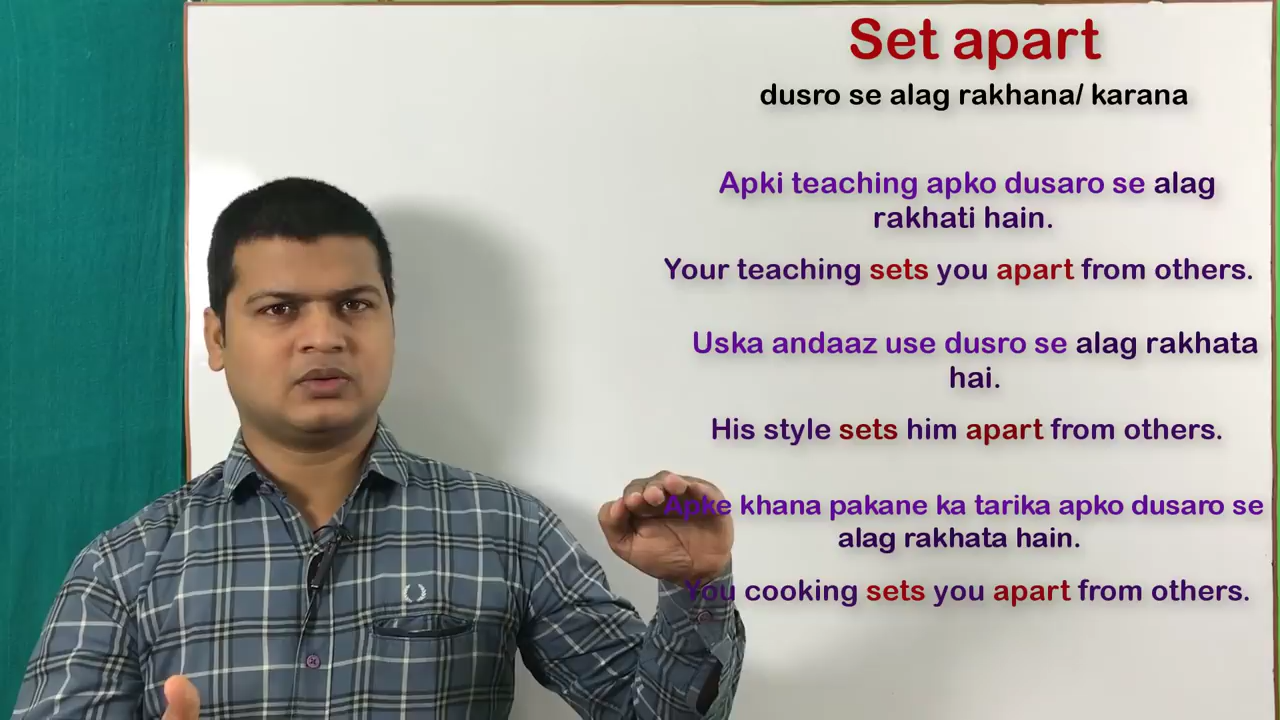 Set apart
dusro se alag rakhana/ karana
Apki teaching apko dusaro se alag
rakhati hain.
Your teaching sets you apart from others.
Uska andaaz use dusro se alag rakhata
hai.
His style sets him apart from others.
Apke khana pakane ka tarika apko dusaro se
alag rakhata hain.
You cooking sets you apart from others.